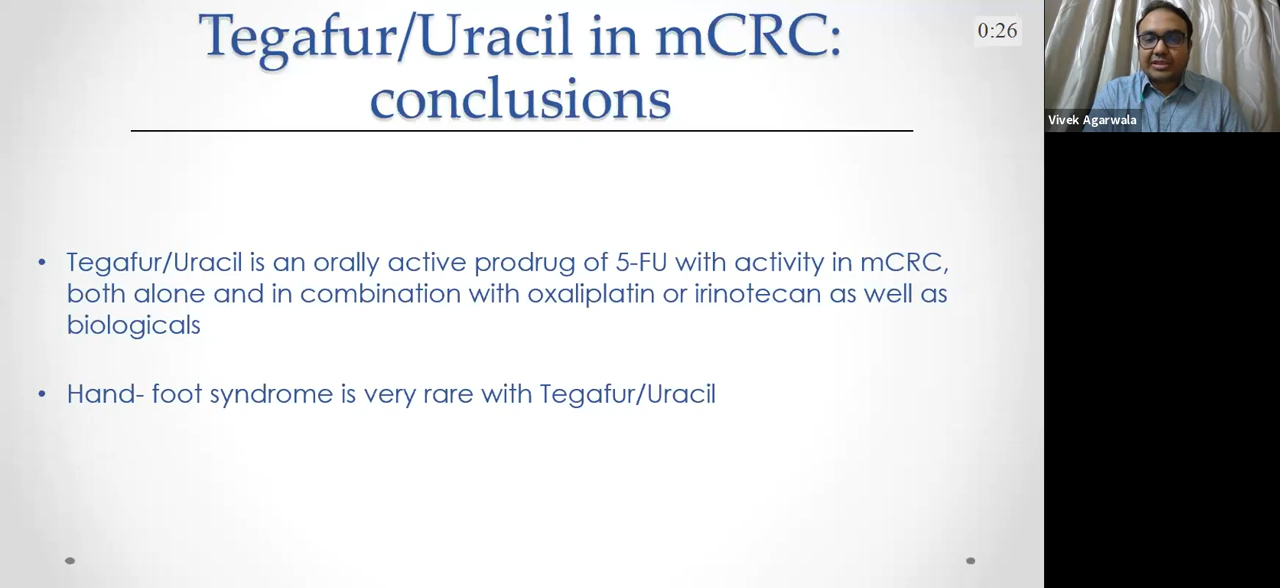 Tegafur/Uracil in mCRC:
conclusions
0:26
Vivek Agarwala
• Tegafur/Uracil is an orally active prodrug of 5-FU with activity in mCRC,
both alone and in combination with oxaliplatin or irinotecan as well as
biologicals
• Hand- foot syndrome is very rare with Tegafur/Uracil